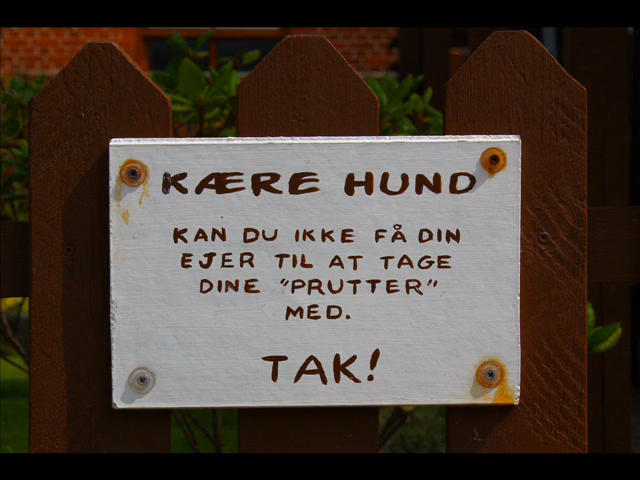 KÆRE HUND
KAN DU IKKE FÅ DIN
EJER TIL AT TAGE
DINE "PRUTTER"
MED.
TAK!